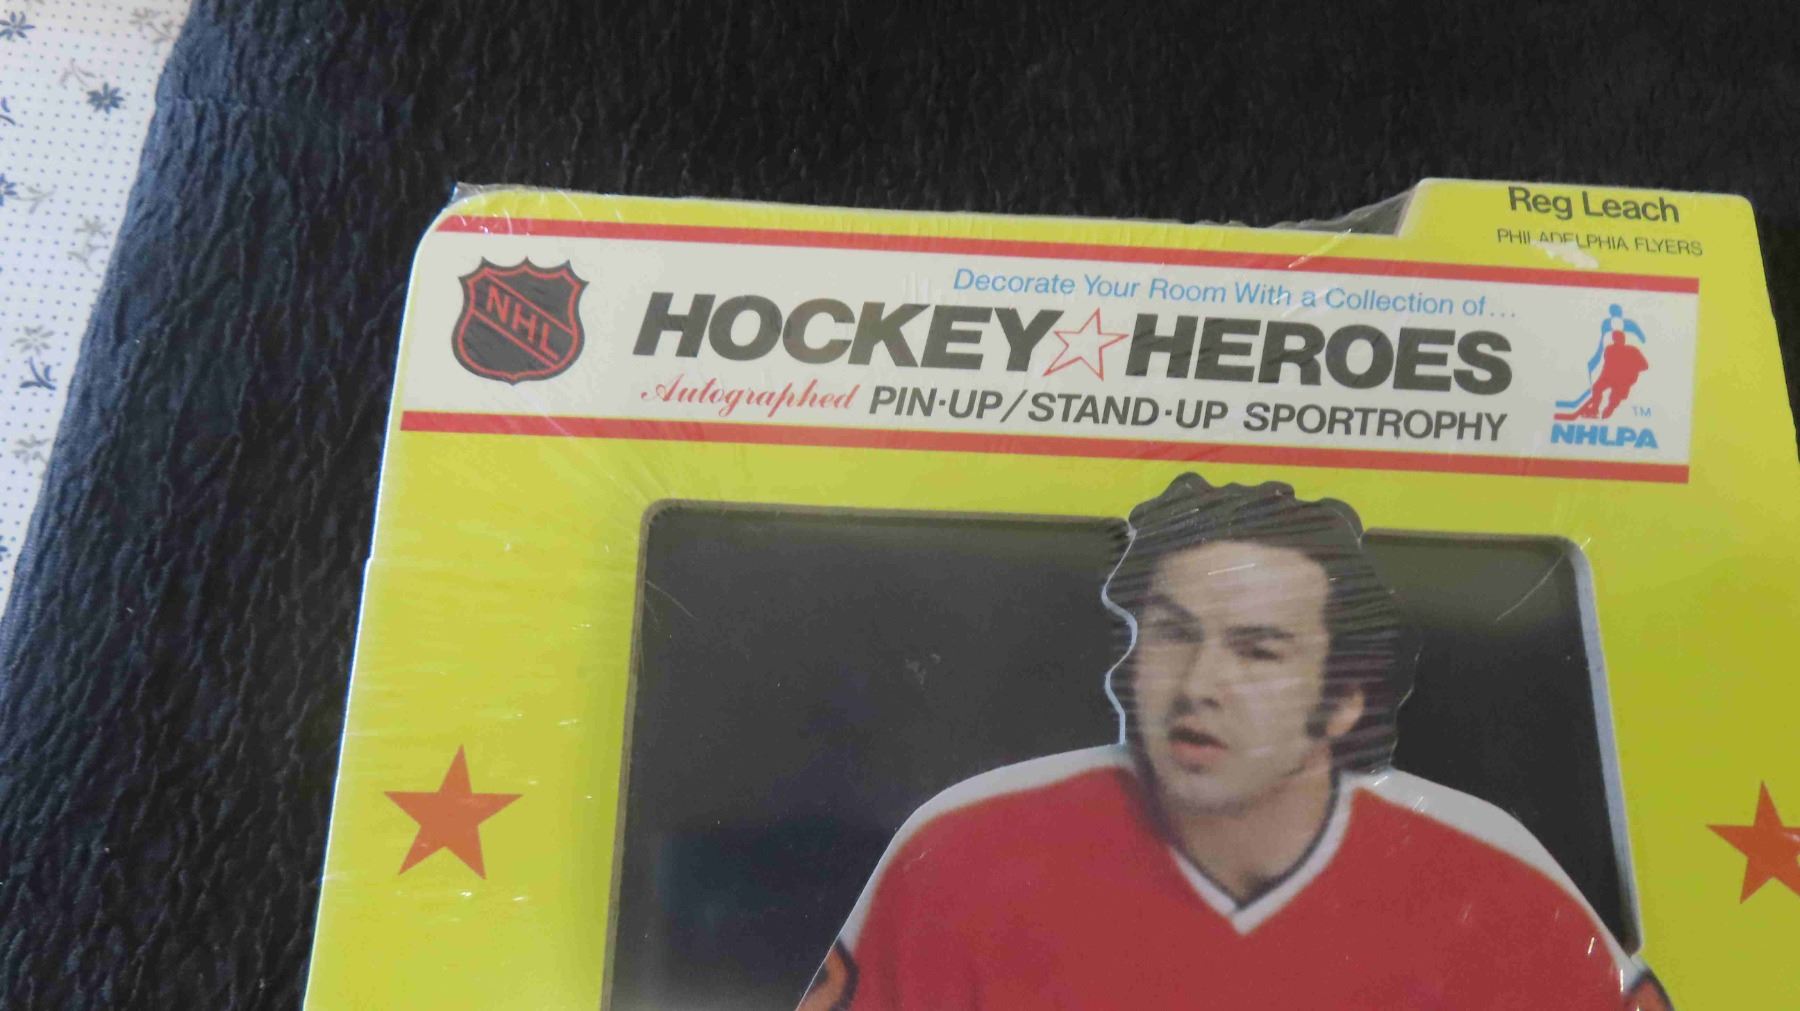 Reg Leach
PHILADELPHIA FLYERS
NHL
Decorate Your Room With a Collection of...
HOCKEY☆HEROES
Autographed PIN·UP/STAND·UP SPORTROPHY
TM
NHLPA